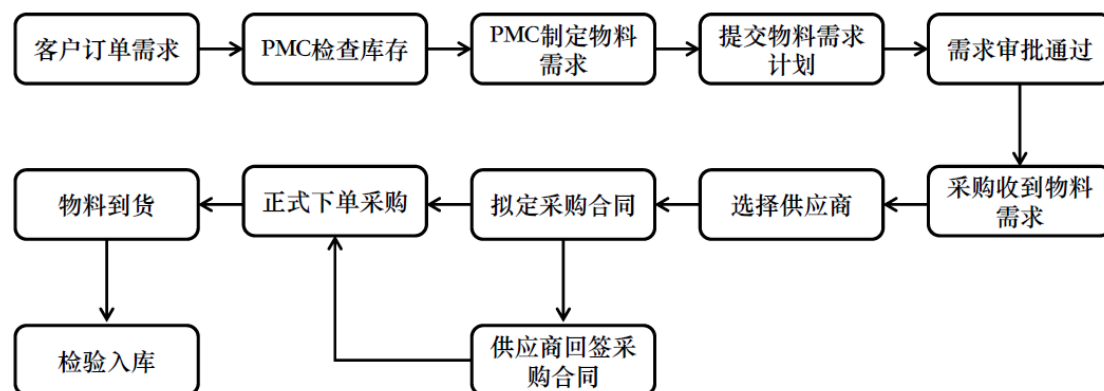 客户订单需求
PMC检查库存
PMC制定物料
需求
提交物料需求
计划
需求审批通过
采购收到物料
需求
选择供应商
拟定采购合同
正式下单采购
物料到货
供应商回签采
购合同
检验入库